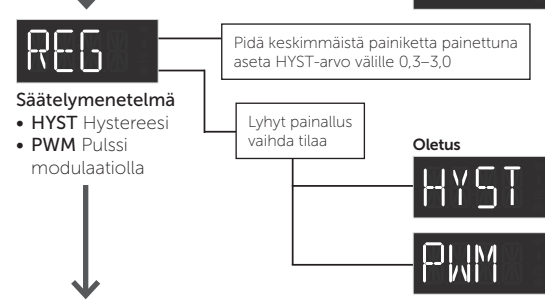 REG
Pidä keskimmäistä painiketta painettuna
aseta HYST-arvo välille 0,3–3,0
Säätelymenetelmä
• HYST Hystereesi
• PWM Pulssi
modulaatiolla
Lyhyt painallus
vaihda tilaa
Oletus
HYST
PWM